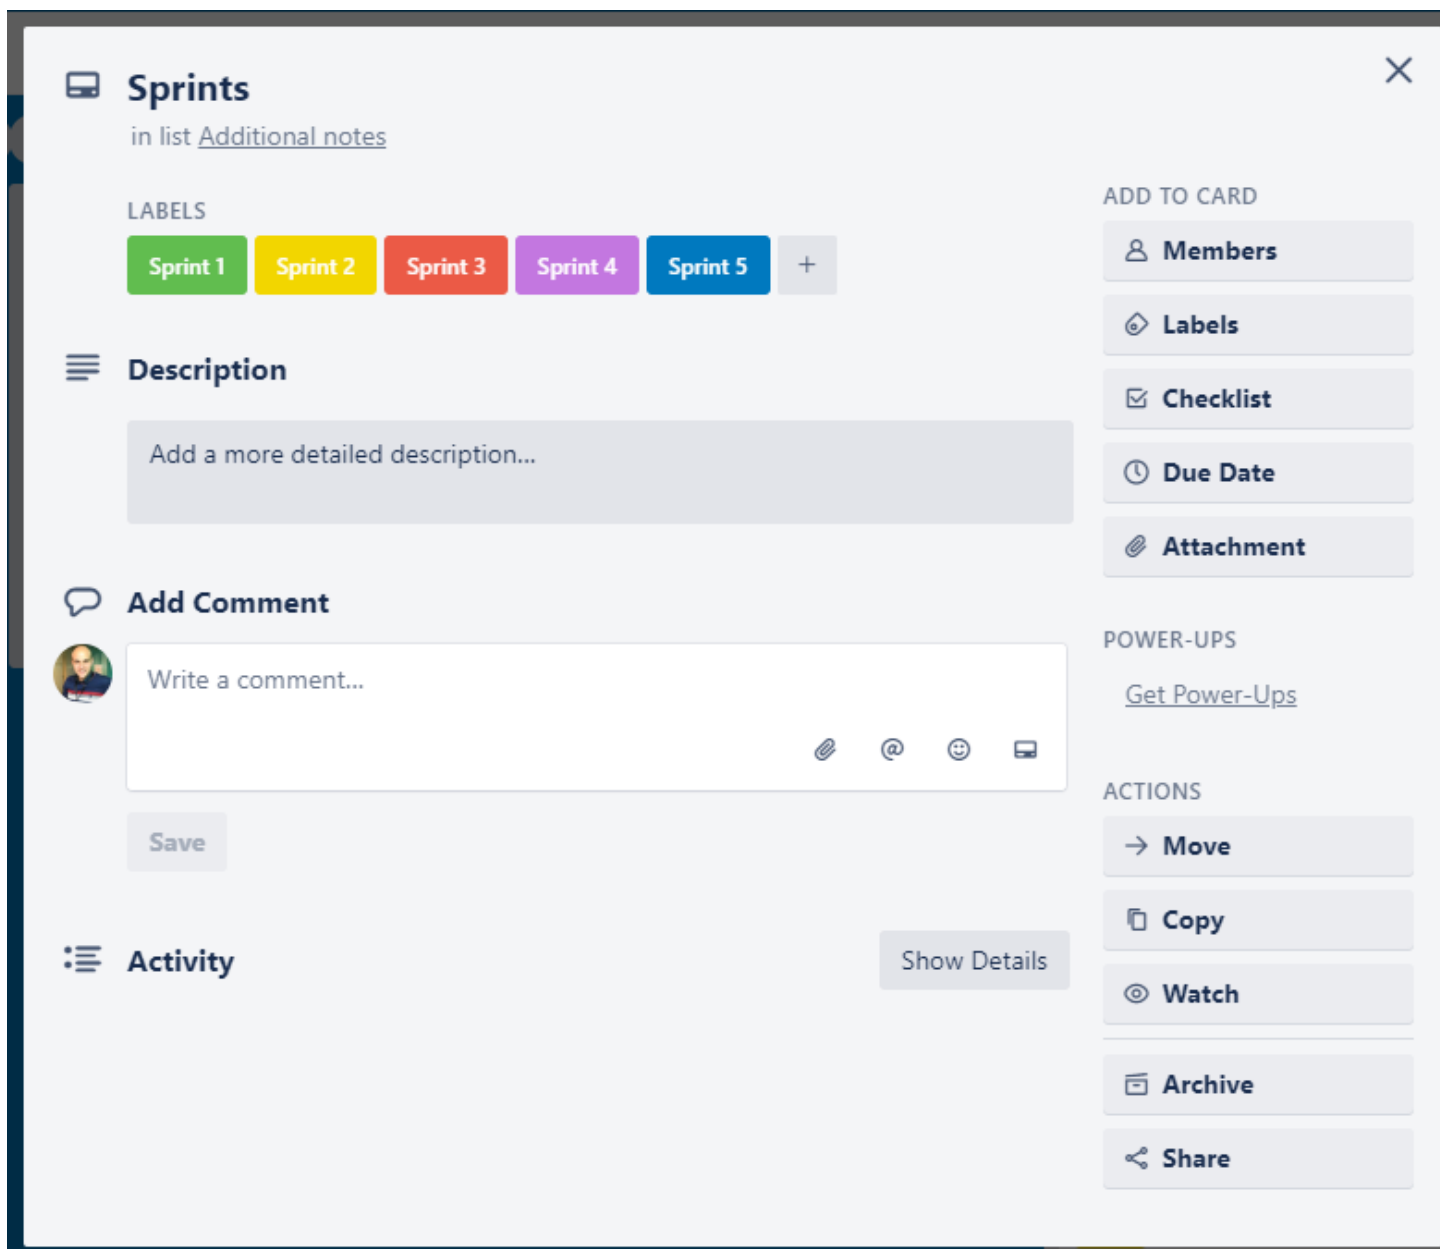 Sprints
in list Additional notes
LABELS
Sprint 1 Sprint 2 Sprint 3 Sprint 4 Sprint 5 +
Description
Add a more detailed description...
Add Comment
Write a comment...
@
Save
Activity
Show Details
ADD TO CARD
Members
Labels
Checklist
Due Date
Attachment
POWER-UPS
Get Power-Ups
ACTIONS
Move
Copy
Watch
Archive
Share